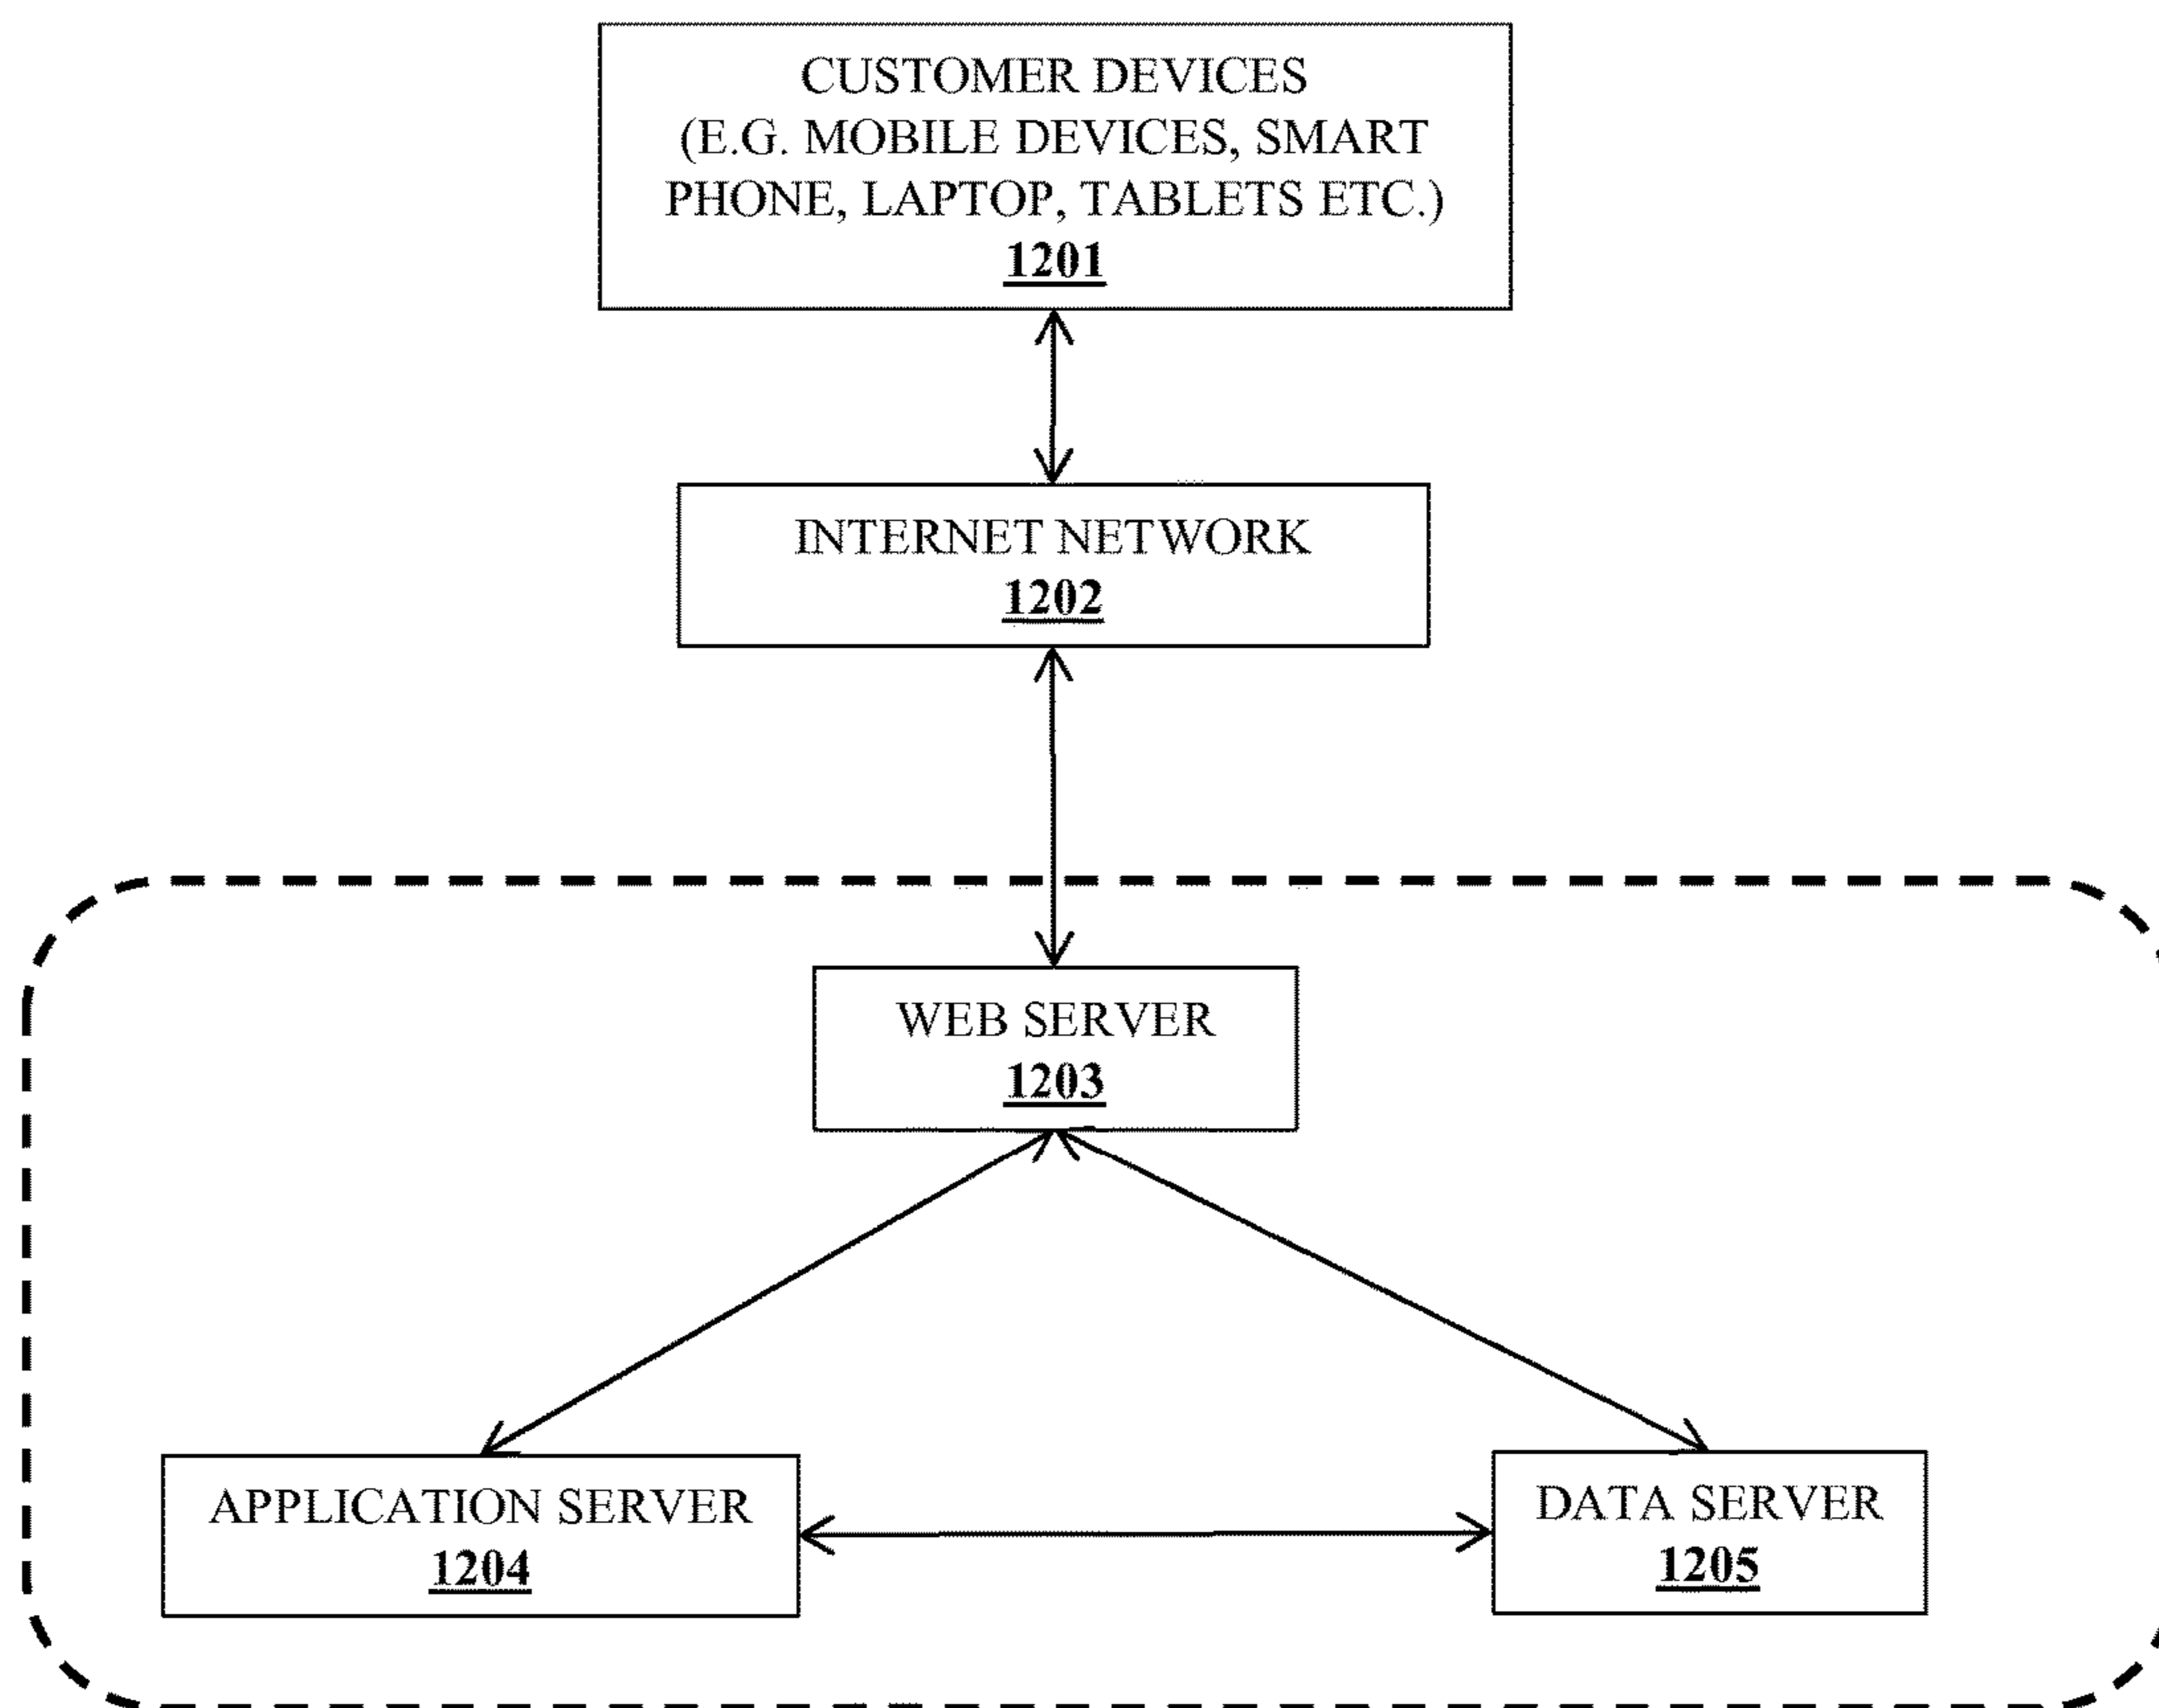 CUSTOMER DEVICES
(E.G. MOBILE DEVICES, SMART
PHONE, LAPTOP, TABLETS ETC.)
1201
INTERNET NETWORK
1202
WEB SERVER
1203
APPLICATION SERVER
1204
DATA SERVER
1205